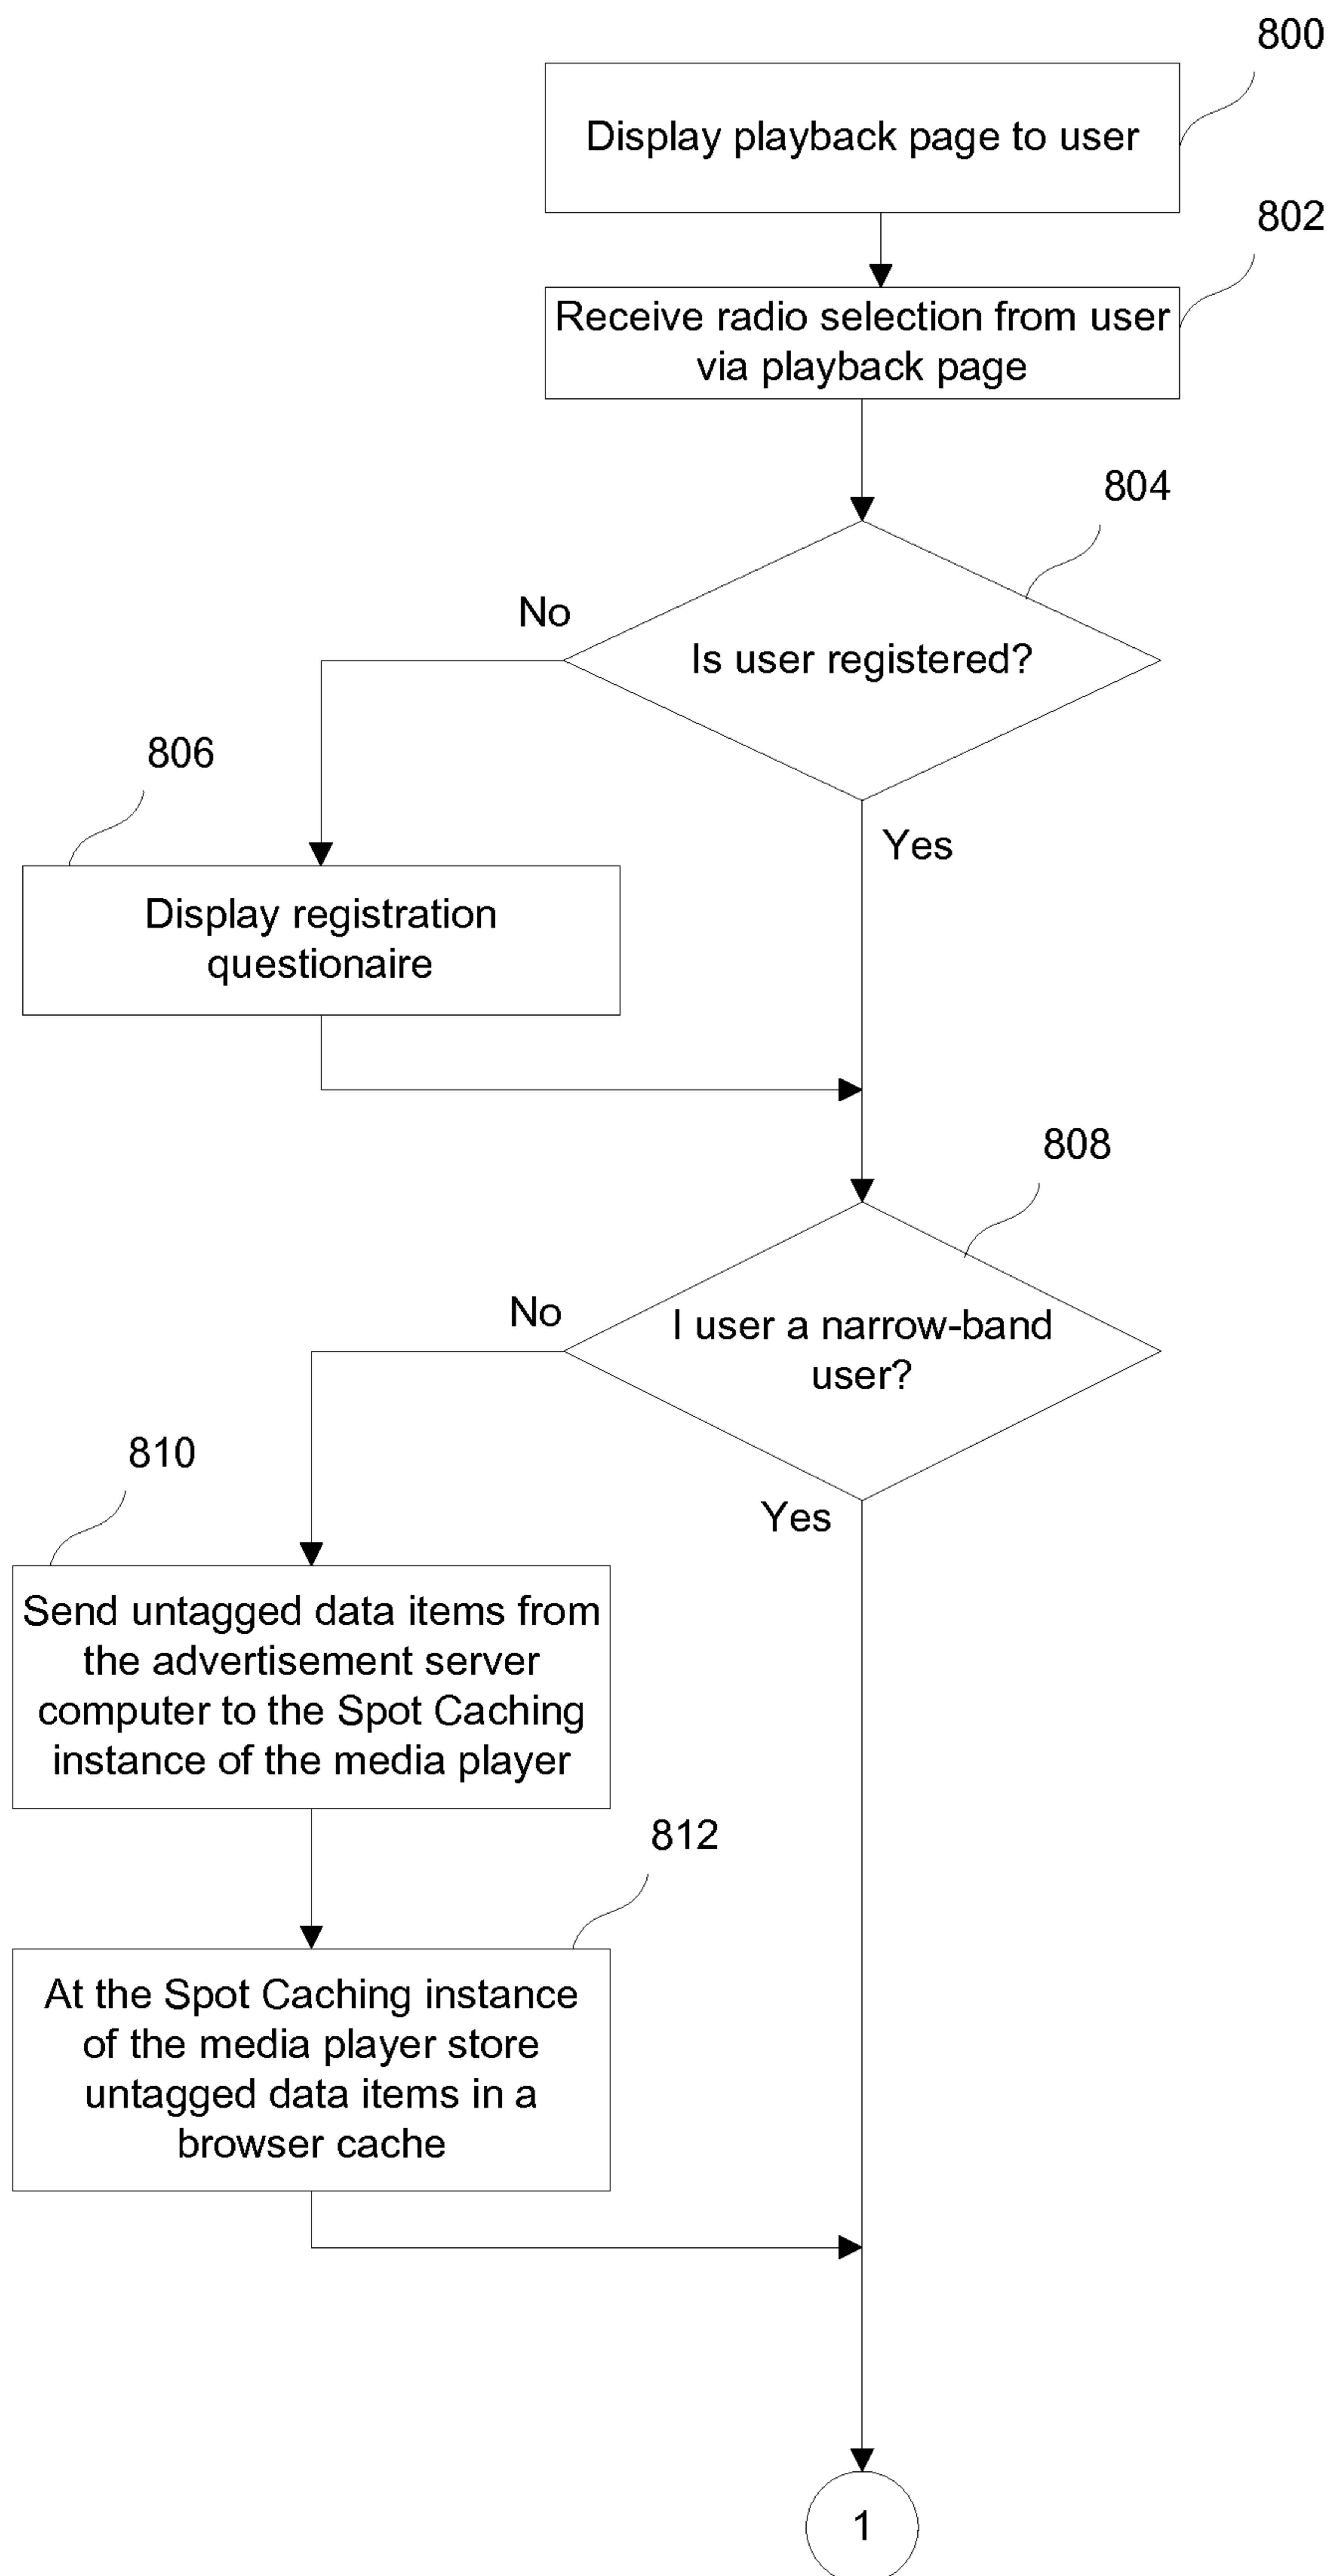 800
Display playback page to user
802
Receive radio selection from user
via playback page
804
No
Is user registered?
806
Yes
Display registration
questionaire
808
No
I user a narrow-band
user?
810
Yes
Send untagged data items from
the advertisement server
computer to the Spot Caching
instance of the media player
812
At the Spot Caching instance
of the media player store
untagged data items in a
browser cache
1